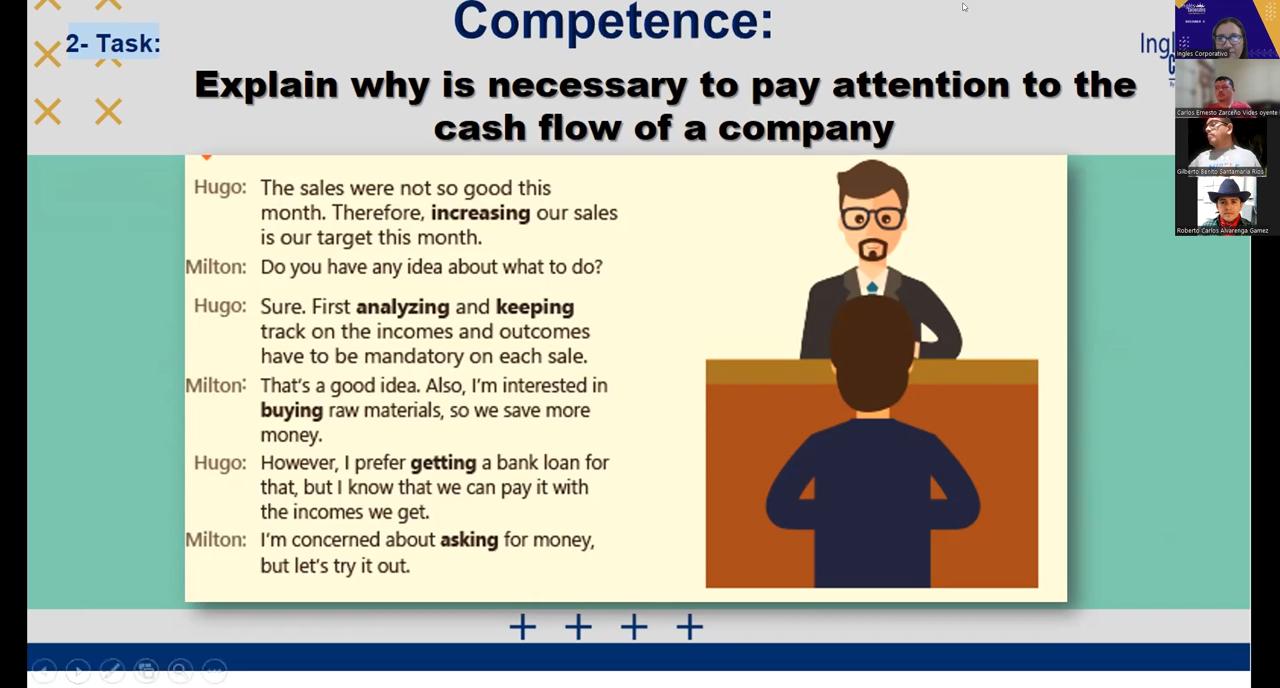 Competence:
2- Task:
Explain why is necessary to pay attention to the
cash flow of a company
Hugo: The sales were not so good this
month. Therefore, increasing our sales
is our target this month.
Milton: Do you have any idea about what to do?
Hugo: Sure. First analyzing and keeping
track on the incomes and outcomes
have to be mandatory on each sale.
Milton: That's a good idea. Also, I'm interested in
buying raw materials, so we save more
money.
Hugo: However, I prefer getting a bank loan for
that, but I know that we can pay it with
the incomes we get.
Milton: I'm concerned about asking for money,
but let's try it out.
Ingl
Ingles Corporativo
Carlos Ernesto Zarceño Vides oyente
Gilberto Benito Santamaria Rios
Roberto Carlos Alvarenga Gamez